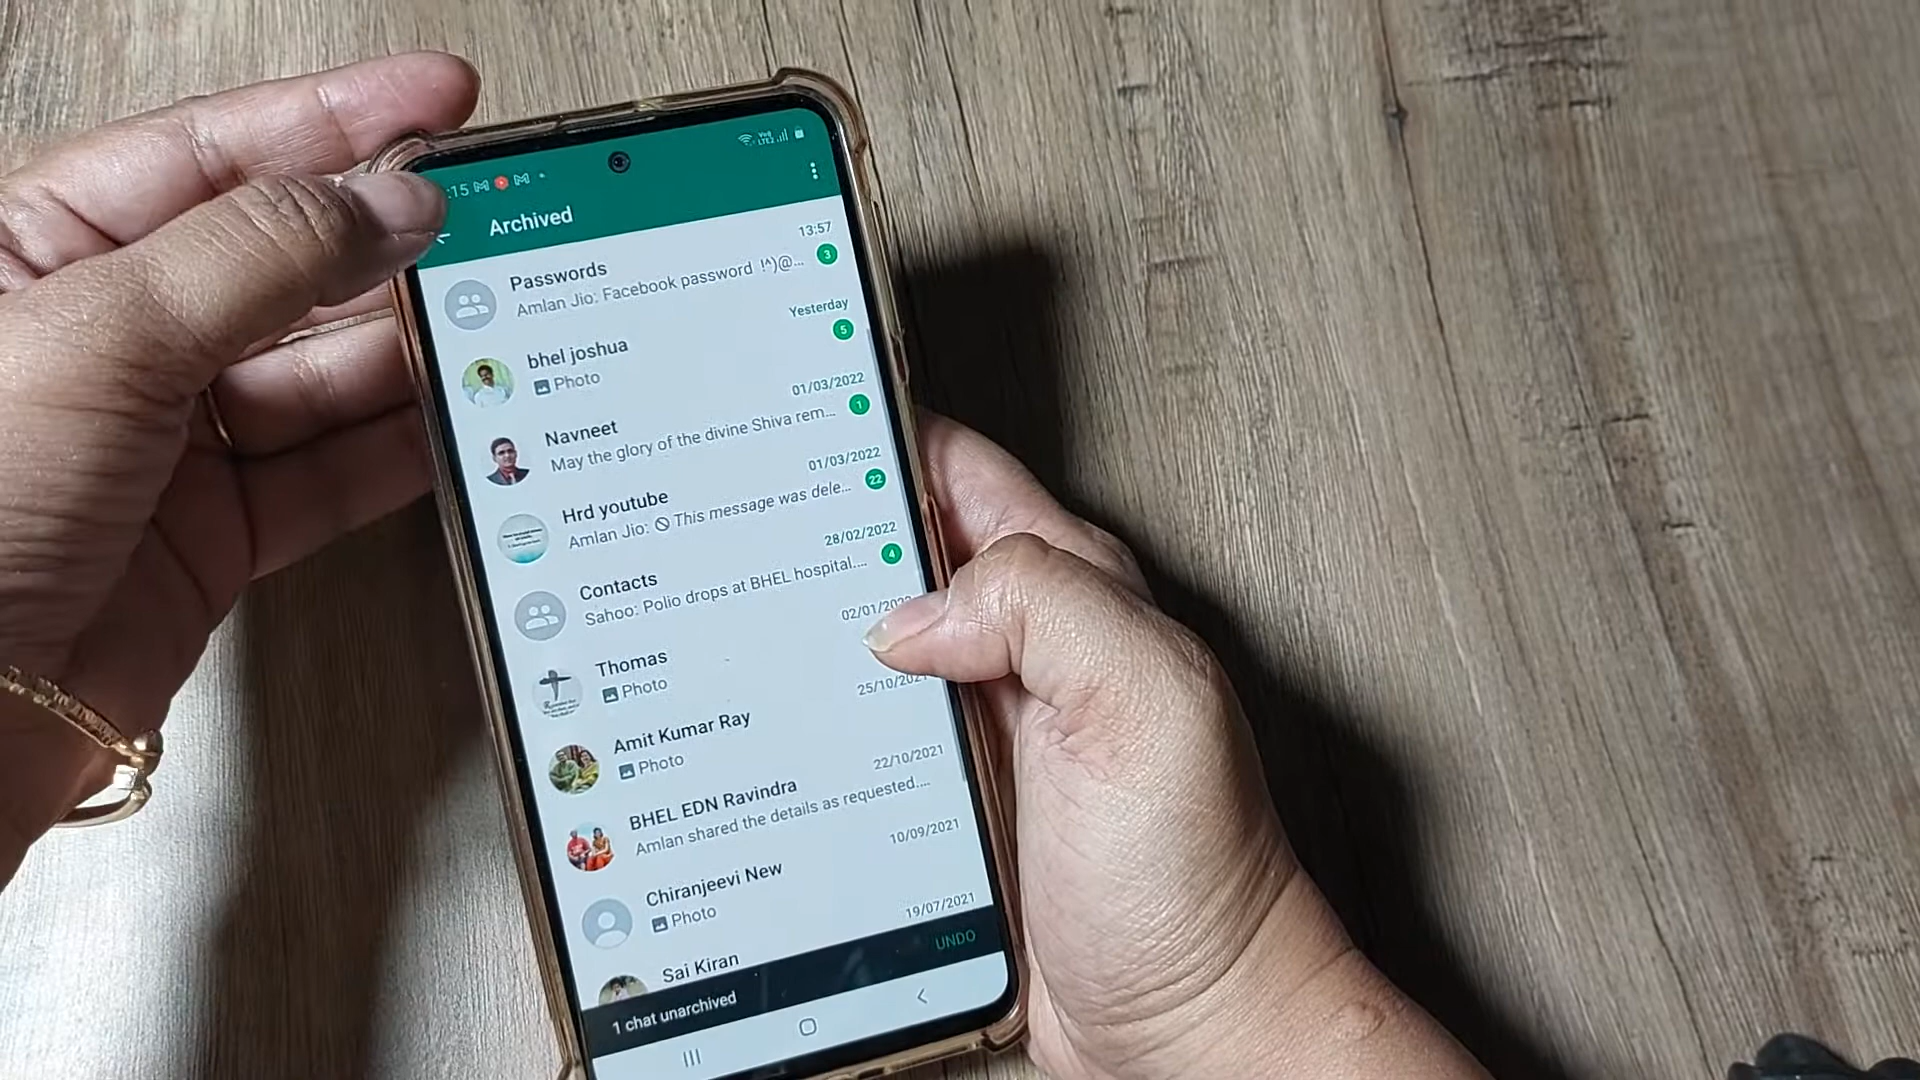 :15
VoB
LTE2
Archived
Passwords
13:57
Amlan Jio: Facebook password !^)@...
3
bhel joshua
Yesterday
Photo
5
Navneet
01/03/2022
May the glory of the divine Shiva rem...
1
Hrd youtube
01/03/2022
Amlan Jio: This message was dele...
22
Contacts
28/02/2022
Sahoo: Polio drops at BHEL hospital....
4
Thomas
Photo
Amit Kumar Ray
Photo
BHEL EDN Ravindra
22/10/2021
Amlan shared the details as requested....
Chiranjeevi New
10/09/2021
Photo
Sai Kiran
19/07/2021
1 chat unarchived
UNDO